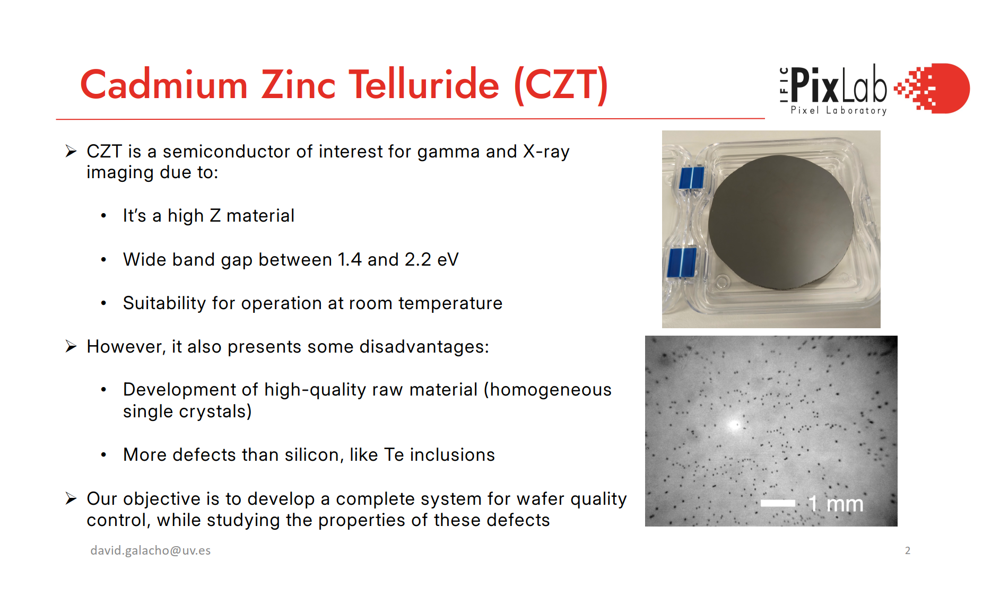 Cadmium Zinc Telluride (CZT)
IFIC
PixLab
Pixel Laboratory
➢ CZT is a semiconductor of interest for gamma and X-ray
imaging due to:
• It’s a high Z material
• Wide band gap between 1.4 and 2.2 eV
• Suitability for operation at room temperature
➢ However, it also presents some disadvantages:
• Development of high-quality raw material (homogeneous
single crystals)
• More defects than silicon, like Te inclusions
➢ Our objective is to develop a complete system for wafer quality
control, while studying the properties of these defects
1 mm
david.galacho@uv.es
2